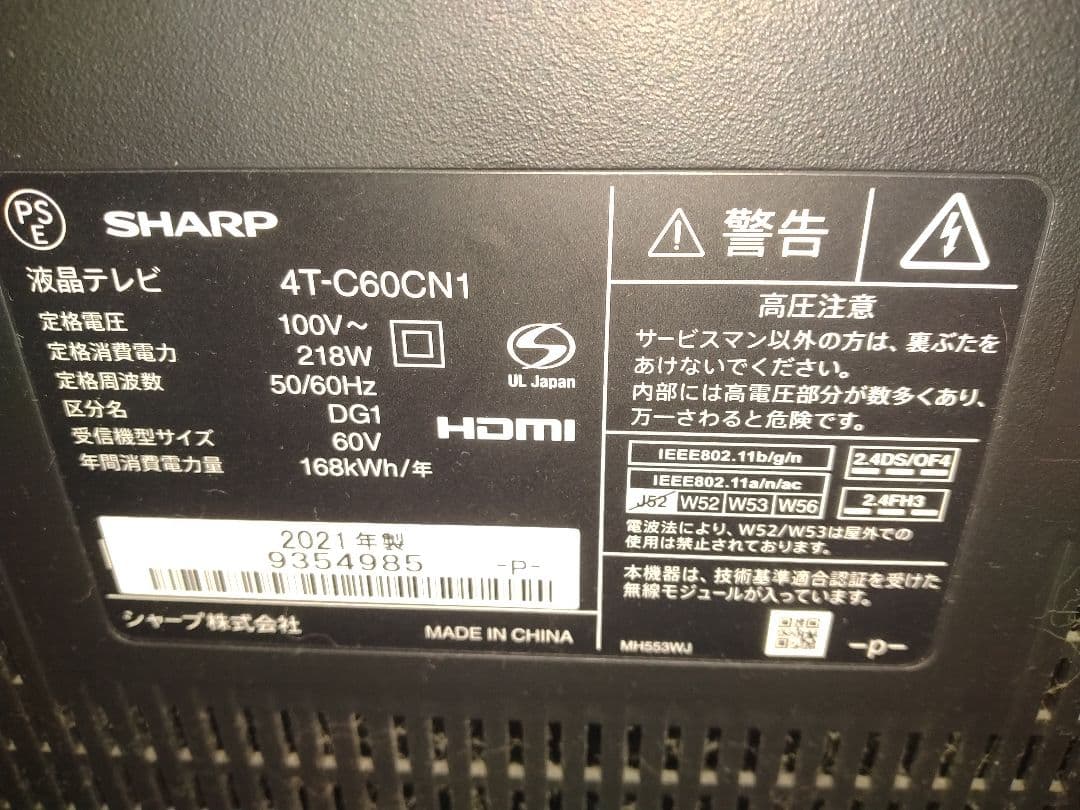 PSE
SHARP
液晶テレビ 4T-C60CN1
定格電圧 100V～
定格消費電力 218W
定格周波数 50/60Hz
区分名 DG1
受信機型サイズ 60V
年間消費電力量 168kWh/年
UL Japan
HDMI
2021年製
9354985 -P-
シャープ株式会社
MADE IN CHINA
警告
高圧注意
サービスマン以外の方は、裏ぶたを
あけないでください。
内部には高電圧部分が数多くあり、
万一さわると危険です。
IEEE802.11b/g/n
IEEE802.11a/n/ac
J52 W52 W53 W56
2.4DS/OF4
2.4FH3
電波法により、W52/W53は屋外での
使用は禁止されております。
本機器は、技術基準適合認証を受けた
無線モジュールが入っています。
MH553WJ
-P-